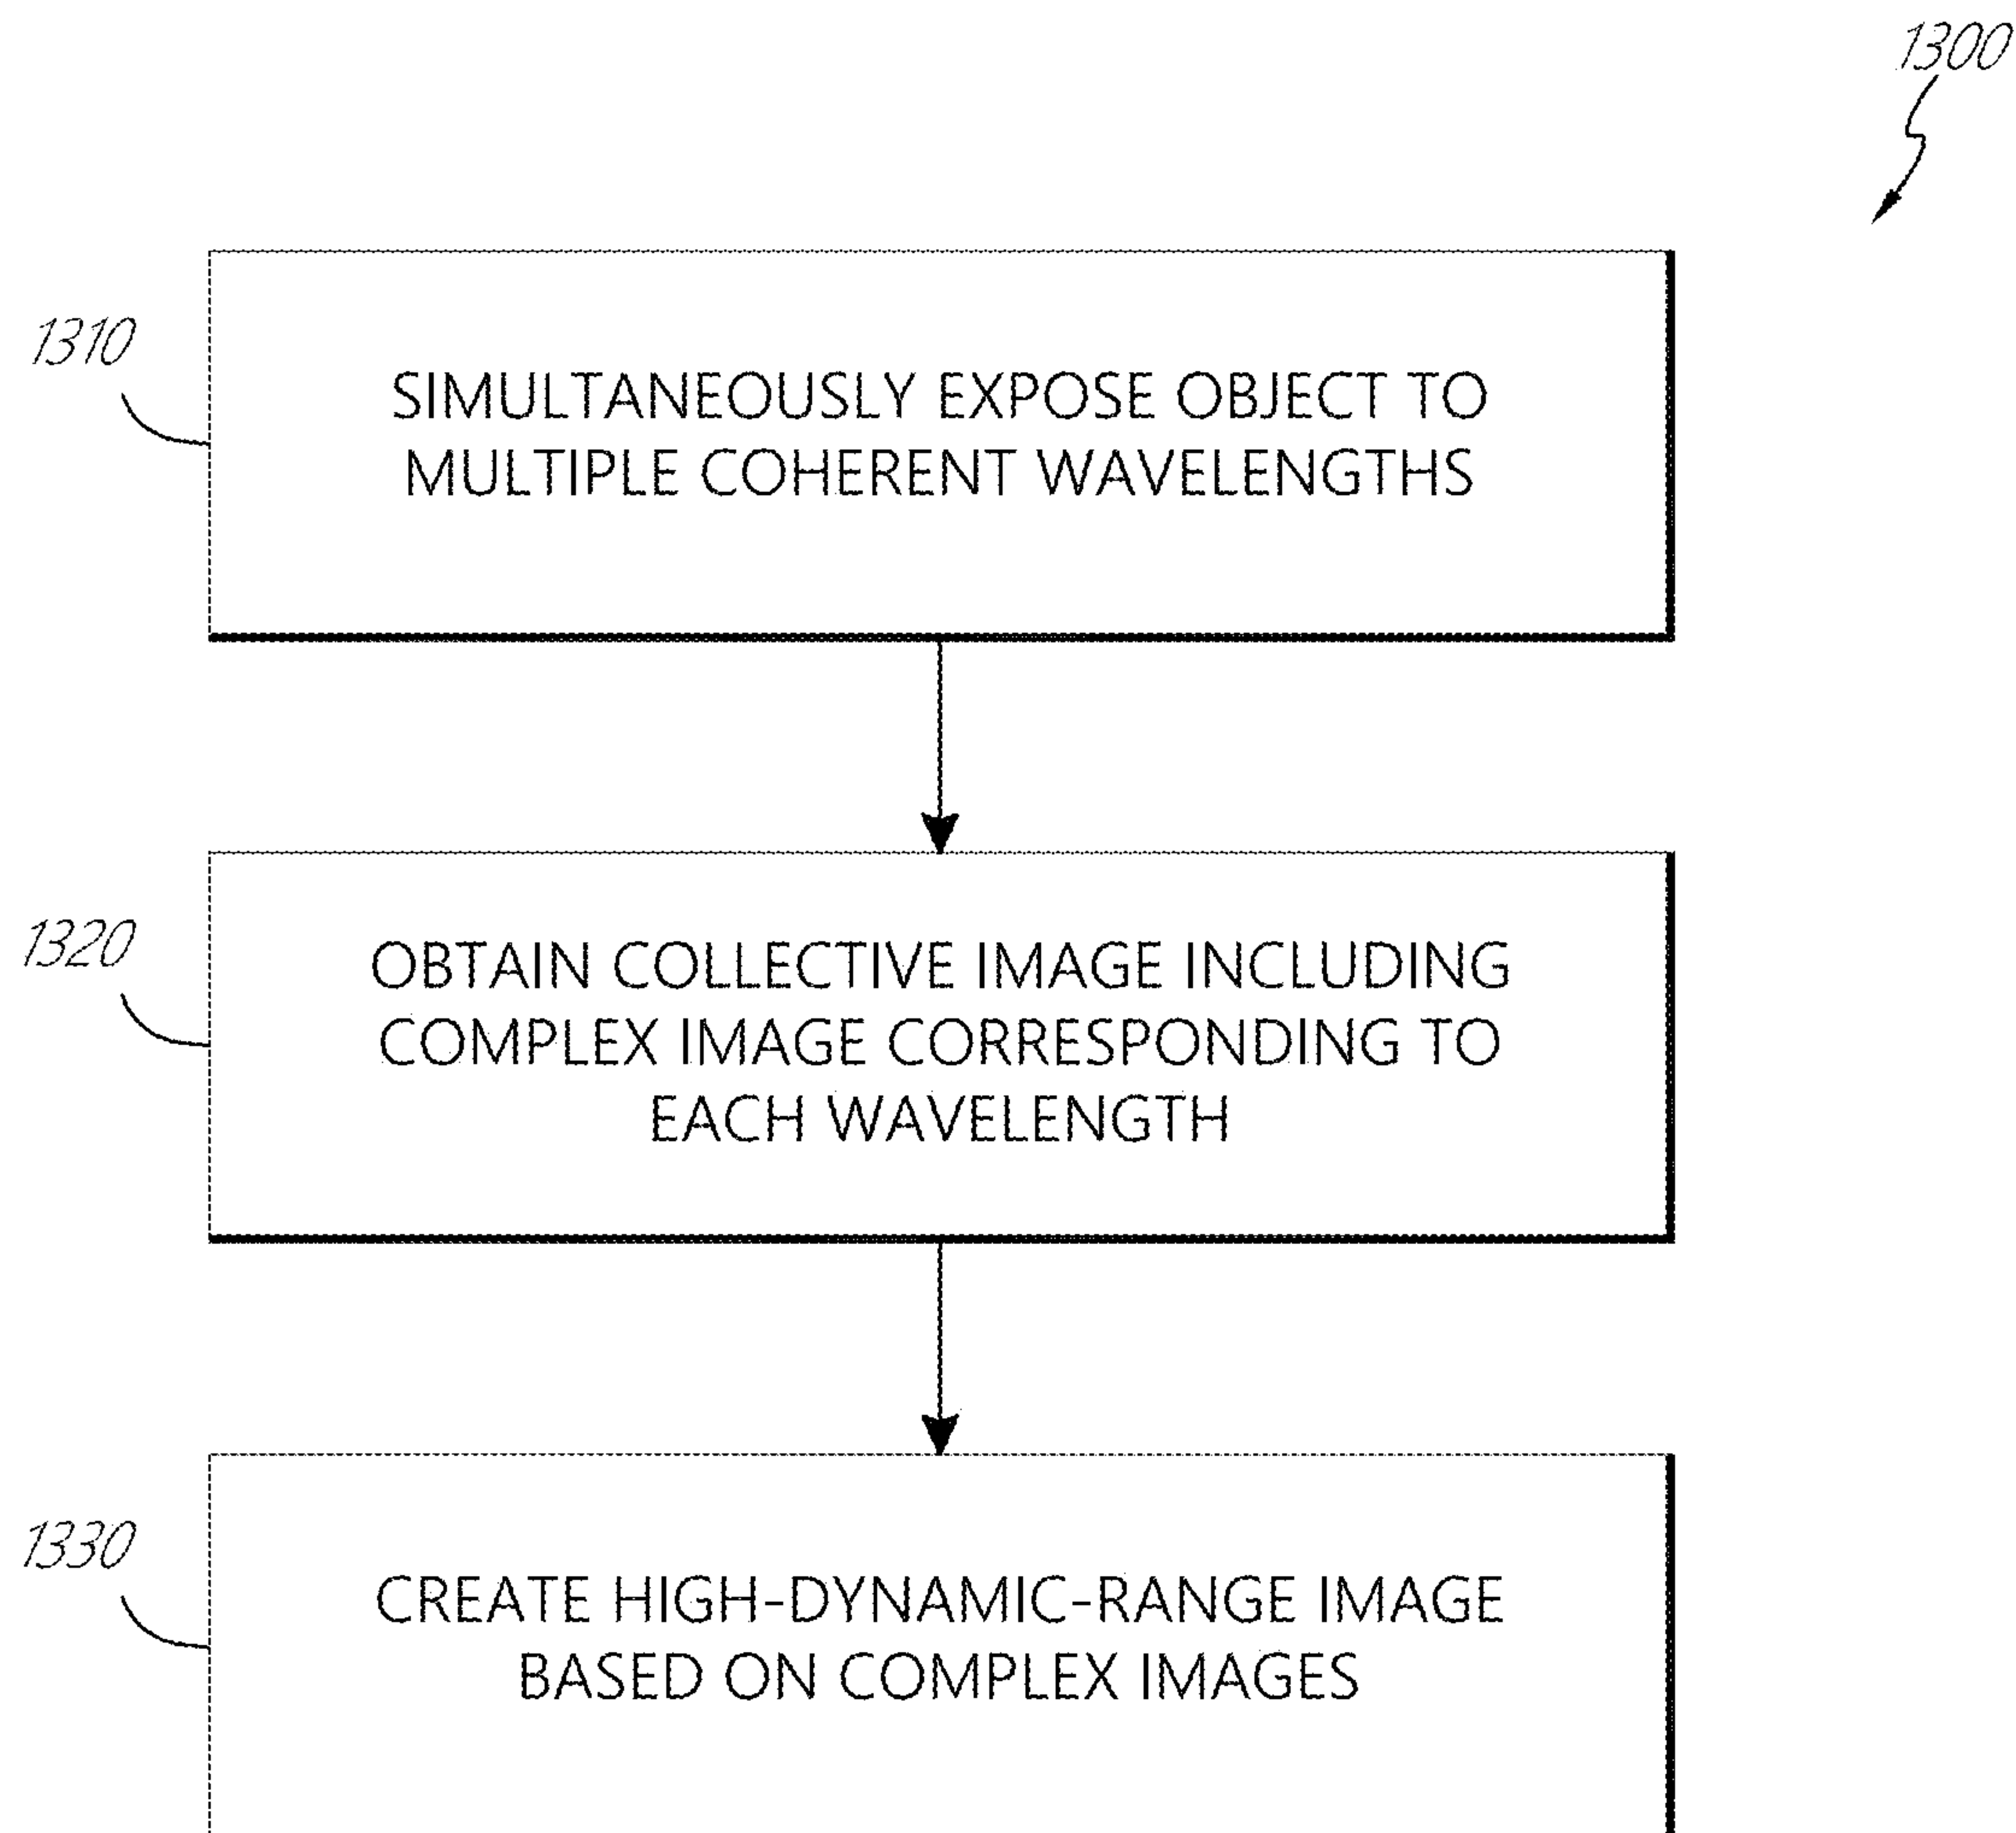 1300
1310
SIMULTANEOUSLY EXPOSE OBJECT TO
MULTIPLE COHERENT WAVELENGTHS
1320
OBTAIN COLLECTIVE IMAGE INCLUDING
COMPLEX IMAGE CORRESPONDING TO
EACH WAVELENGTH
1330
CREATE HIGH-DYNAMIC-RANGE IMAGE
BASED ON COMPLEX IMAGES